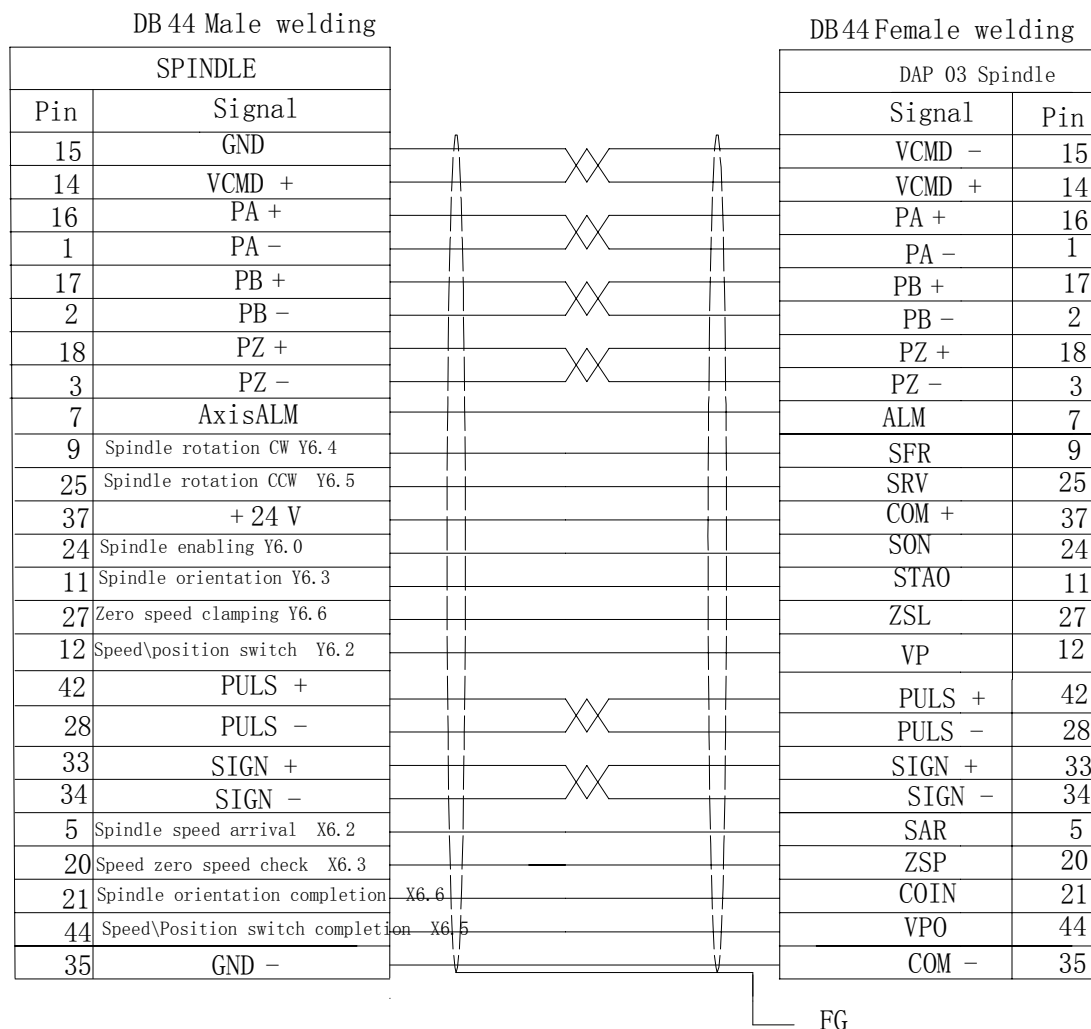 DB 44 Male welding
DB44 Female welding
SPINDLE
DAP 03 Spindle
Pin Signal
Signal Pin
15 GND
VCMD - 15
14 VCMD +
VCMD + 14
16 PA +
PA + 16
1 PA -
PA - 1
17 PB +
PB + 17
2 PB -
PB - 2
18 PZ +
PZ + 18
3 PZ -
PZ - 3
7 AxisALM
ALM 7
9 Spindle rotation CW Y6.4
SFR 9
25 Spindle rotation CCW Y6.5
SRV 25
37 + 24 V
COM + 37
24 Spindle enabling Y6.0
SON 24
11 Spindle orientation Y6.3
STAO 11
27 Zero speed clamping Y6.6
ZSL 27
12 Speed\position switch Y6.2
VP 12
42 PULS +
PULS + 42
28 PULS -
PULS - 28
33 SIGN +
SIGN + 33
34 SIGN -
SIGN - 34
5 Spindle speed arrival X6.2
SAR 5
20 Speed zero speed check X6.3
ZSP 20
21 Spindle orientation completion X6.6
COIN 21
44 Speed\Position switch completion X6.5
VPO 44
35 GND -
COM - 35
FG